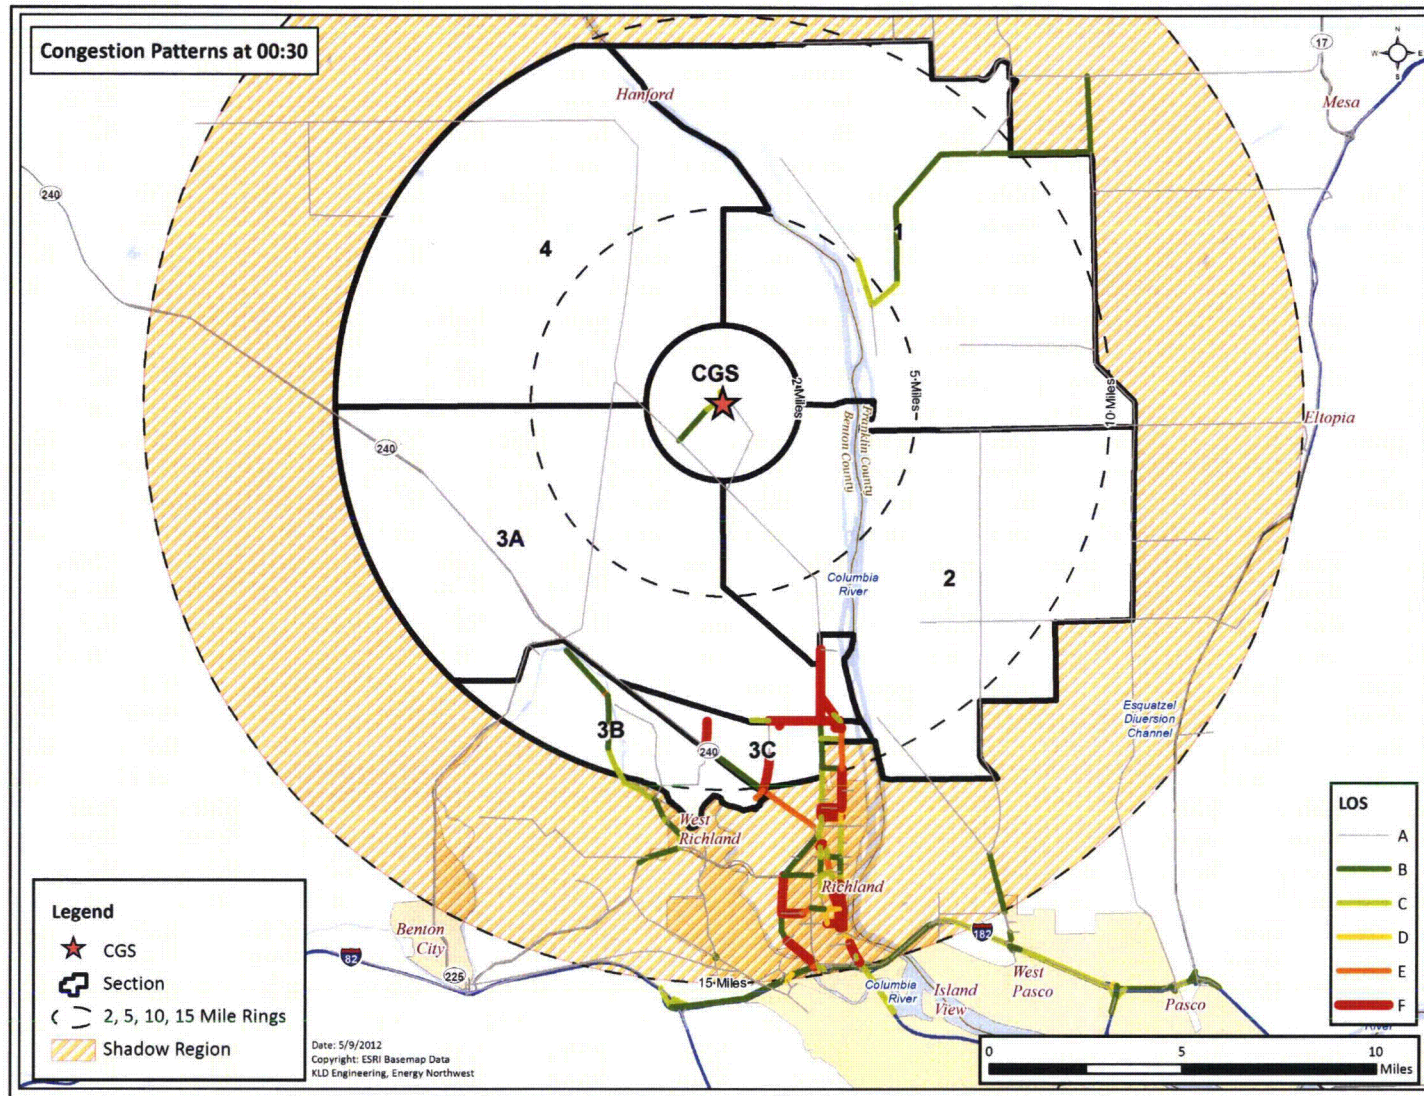 Congestion Patterns at 00:30
N
W
E
S
17
Mesa
Hanford
240
4
1
CGS
2-Miles
5-Miles
10-Miles
Franklin County
Benton County
Eltopia
240
3A
2
Columbia
River
Esquatzel
Diversion
Channel
3B
3C
240
West
Richland
Richland
LOS
A
B
C
D
E
F
Legend
CGS
Section
2, 5, 10, 15 Mile Rings
Shadow Region
Benton
City
82
225
15-Miles
182
West
Pasco
Columbia
River
Island
View
Pasco
River
Date: 5/9/2012
Copyright: ESRI Basemap Data
KLD Engineering, Energy Northwest
0
5
10
Miles